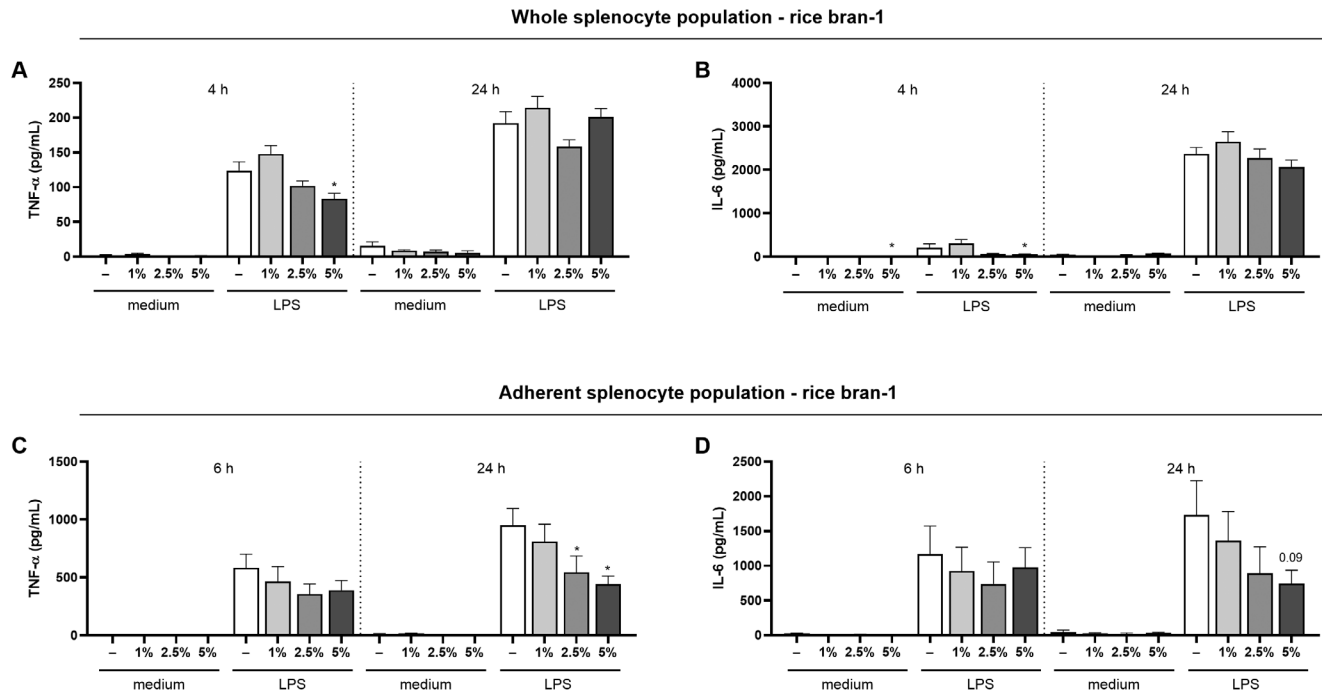 Whole splenocyte population - rice bran-1
A
4 h
24 h
TNF-α (pg/mL)
250
200
150
100
50
0
*
– 1% 2.5% 5% – 1% 2.5% 5% – 1% 2.5% 5% – 1% 2.5% 5%
medium LPS medium LPS
B
4 h
24 h
IL-6 (pg/mL)
4000
3000
2000
1000
0
* *
– 1% 2.5% 5% – 1% 2.5% 5% – 1% 2.5% 5% – 1% 2.5% 5%
medium LPS medium LPS
Adherent splenocyte population - rice bran-1
C
6 h
24 h
TNF-α (pg/mL)
1500
1000
500
0
* *
– 1% 2.5% 5% – 1% 2.5% 5% – 1% 2.5% 5% – 1% 2.5% 5%
medium LPS medium LPS
D
6 h
24 h
IL-6 (pg/mL)
2500
2000
1500
1000
500
0
0.09
– 1% 2.5% 5% – 1% 2.5% 5% – 1% 2.5% 5% – 1% 2.5% 5%
medium LPS medium LPS